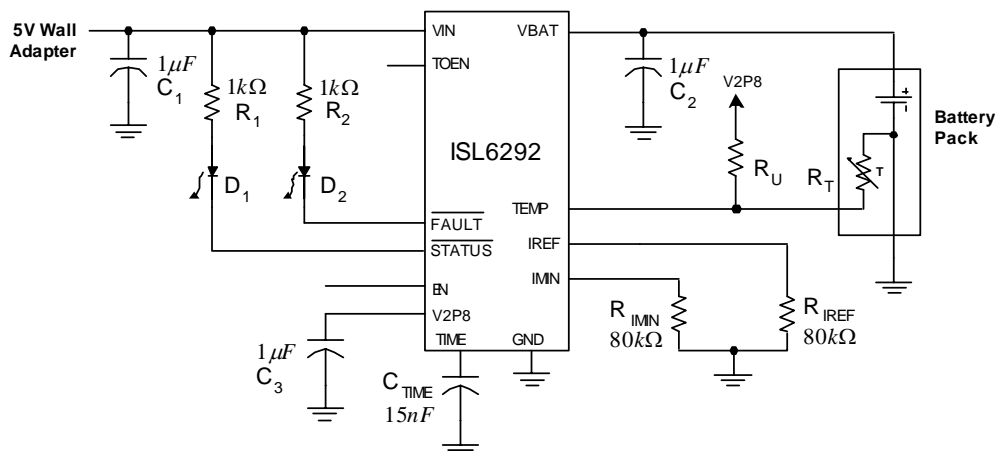 5V Wall
Adapter
1μF
C1
1kΩ
R1
1kΩ
R2
D1
D2
VIN
TOEN
VBAT
ISL6292
TEMP
FAULT
STATUS
IREF
IMIN
EN
V2P8
TIME
GND
1μF
C2
V2P8
RU
RT
T
+
Battery
Pack
RIMIN
80kΩ
RIREF
80kΩ
1μF
C3
CTIME
15nF